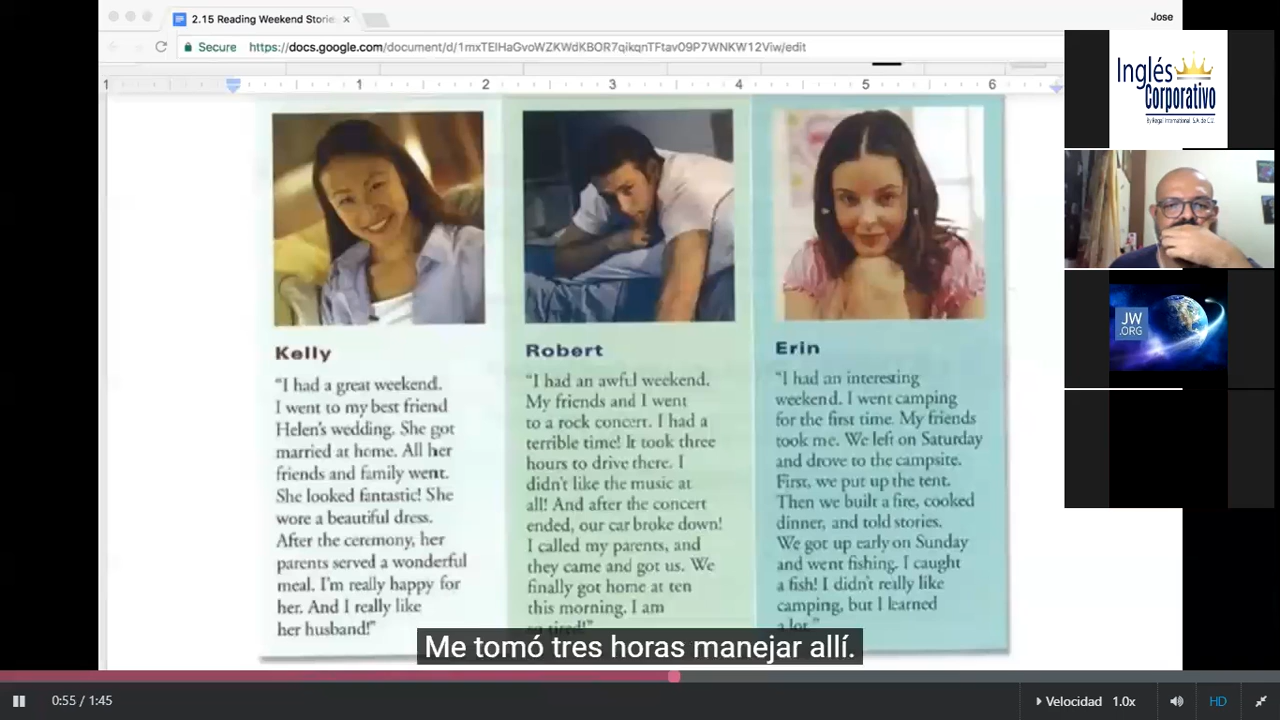 2.15 Reading Weekend Storie
Jose
Secure https://docs.google.com/document/d/1mxTElHaGvoWZKWdKBOR7qikqnTFtav09P7WNKW12Viw/edit
1 1 2 3 4 5 6
Inglés
Corporativo
JW
.ORG
Kelly
"I had a great weekend.
I went to my best friend
Helen's wedding. She got
married at home. All her
friends and family went.
She looked fantastic! She
wore a beautiful dress.
After the ceremony, her
parents served a wonderful
meal. I'm really happy for
her. And I really like
her husband!"
Robert
"I had an awful weekend.
My friends and I went
to a rock concert. I had a
terrible time! It took three
hours to drive there. I
didn't like the music at
all! And after the concert
ended, our car broke down!
I called my parents, and
they came and got us. We
finally got home at ten
this morning. I am
so tired!"
Erin
"I had an interesting
weekend. I went camping
for the first time. My friends
took me. We left on Saturday
and drove to the campsite.
First, we put up the tent.
Then we built a fire, cooked
dinner, and told stories.
We got up early on Sunday
and went fishing. I caught
a fish! I didn't really like
camping, but I learned
a lot."
Me tomó tres horas manejar allí.
0:55 / 1:45
Velocidad 1.0x
HD